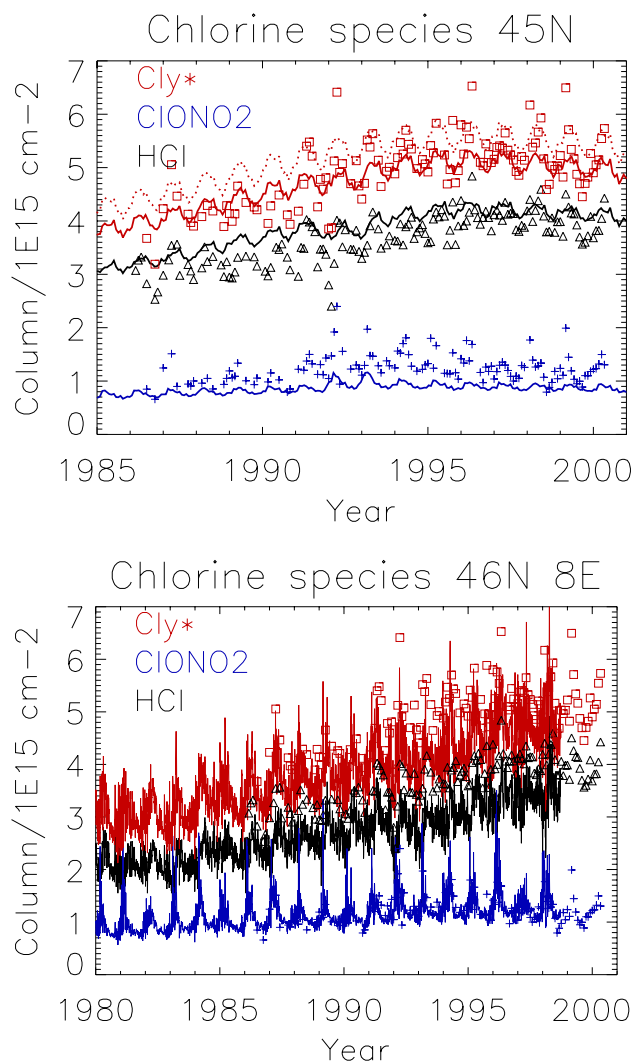 Chlorine species 45N
7
Cly*
6
ClONO2
5
HCl
4
3
2
1
0
Column/1E15 cm-2
1985 1990 1995 2000
Year
Chlorine species 46N 8E
7
Cly*
6
ClONO2
5
HCl
4
3
2
1
0
Column/1E15 cm-2
1980 1985 1990 1995 2000
Year